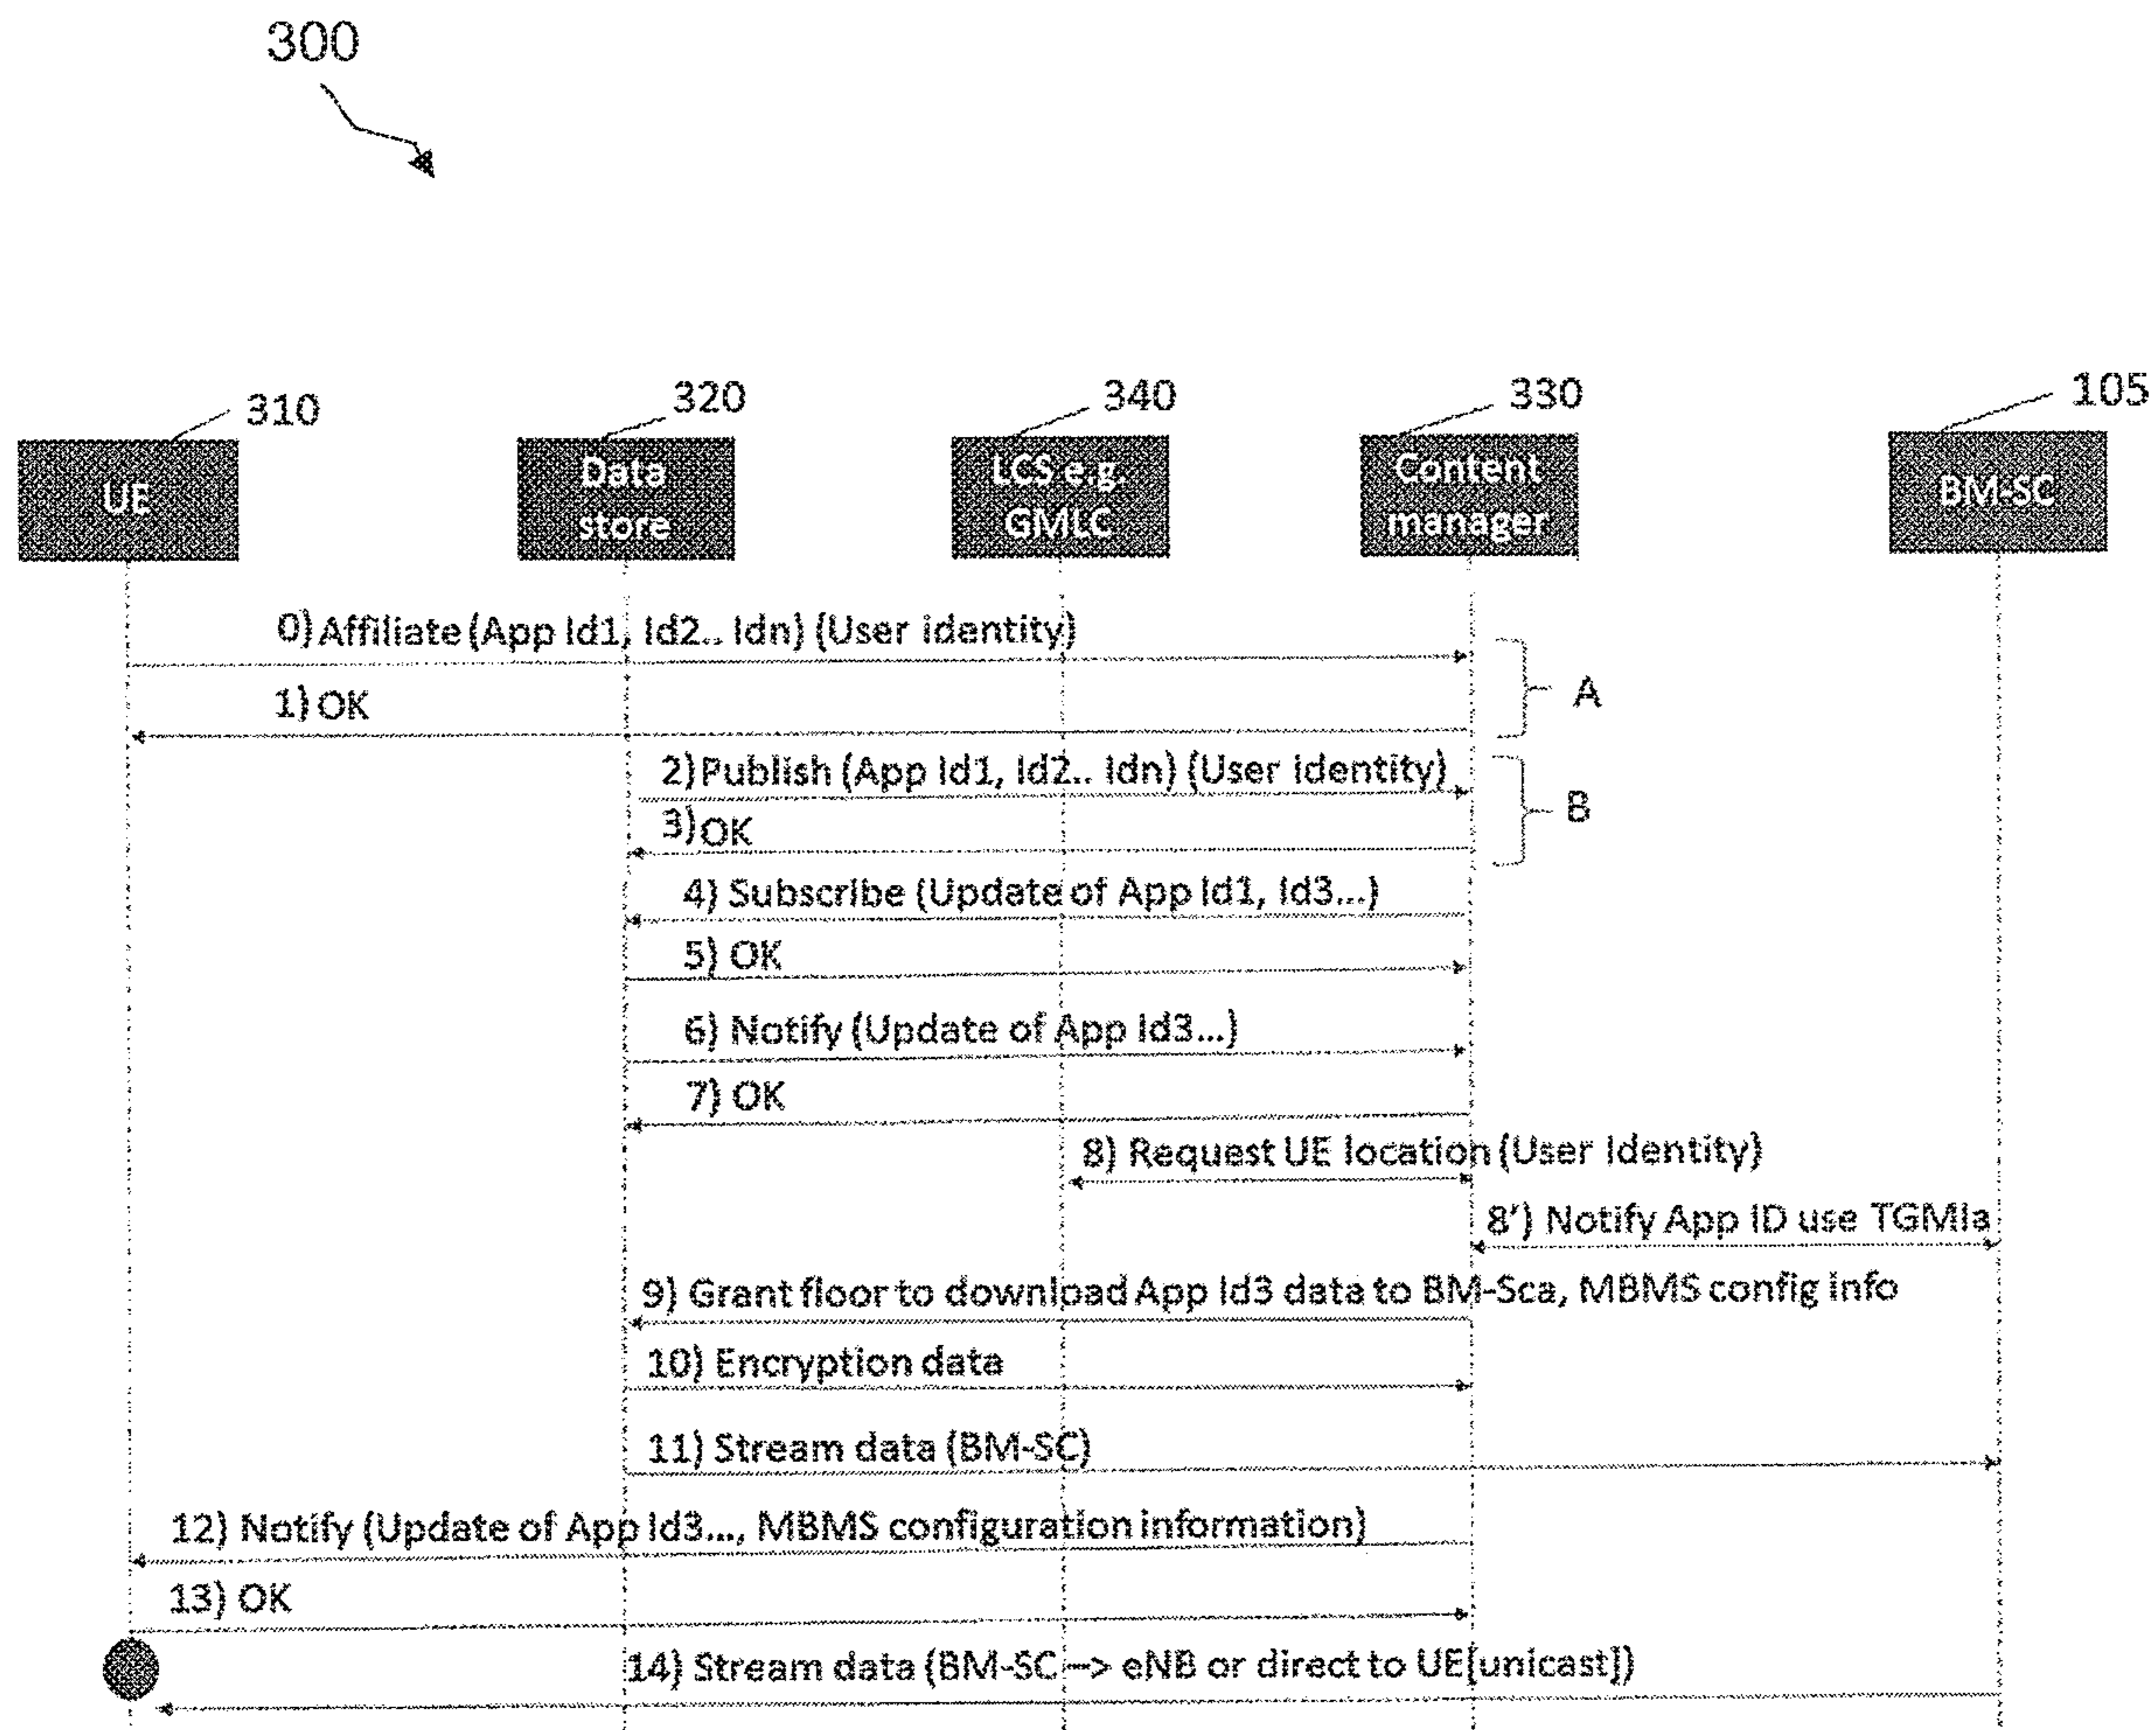 300
310
320
340
330
105
UE
Data
store
LCS e.g.
GMLC
Content
manager
BM-SC
0) Affiliate (App Id1, Id2.. Idn) (User identity)
A
1) OK
2) Publish (App Id1, Id2.. Idn) (User identity)
B
3) OK
4) Subscribe (Update of App Id1, Id3...)
5) OK
6) Notify (Update of App Id3...)
7) OK
8) Request UE location (User Identity)
8') Notify App ID use TGMIa
9) Grant floor to download App Id3 data to BM-Sca, MBMS config info
10) Encryption data
11) Stream data (BM-SC)
12) Notify (Update of App Id3..., MBMS configuration information)
13) OK
14) Stream data (BM-SC --> eNB or direct to UE[unicast])